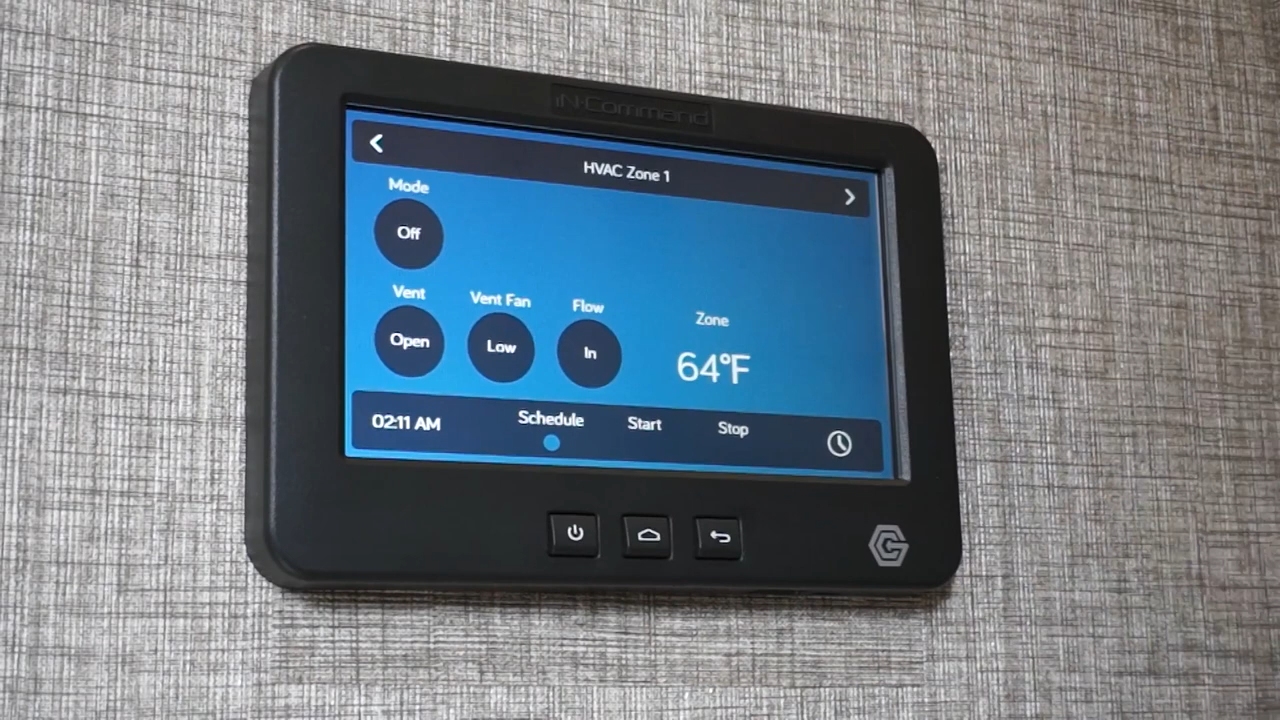 iN·Command
HVAC Zone 1
Mode
Off
Vent Vent Fan Flow Zone
Open Low In 64°F
02:11 AM Schedule Start Stop